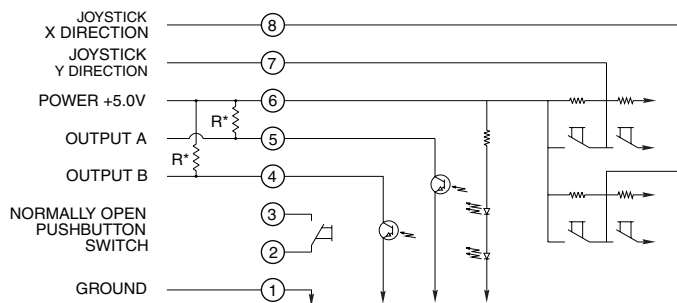 JOYSTICK
X DIRECTION
8
JOYSTICK
Y DIRECTION
7
POWER +5.0V
6
R*
OUTPUT A
5
R*
OUTPUT B
4
NORMALLY OPEN
PUSHBUTTON
SWITCH
3
2
GROUND
1